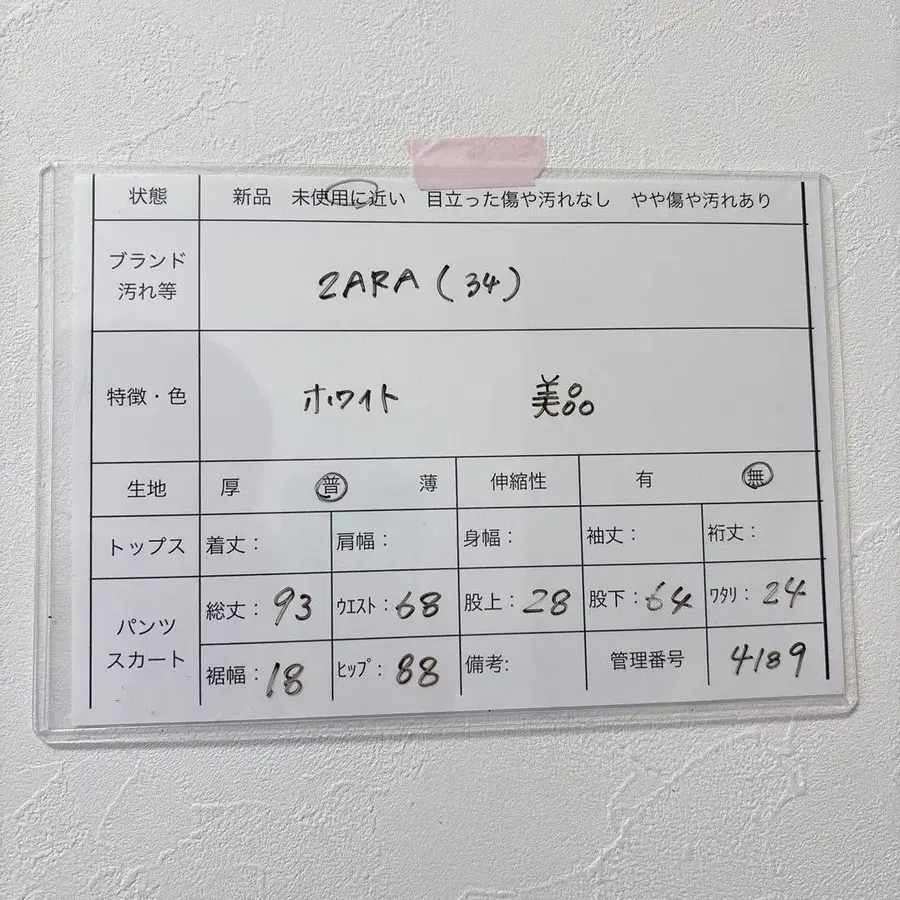 状態 新品 未使用に近い 目立った傷や汚れなし やや傷や汚れあり
ブランド
汚れ等
ZARA (34)
特徴・色 ホワイト 美品
生地 厚 普 薄 伸縮性 有 無
トップス 着丈: 肩幅: 身幅: 袖丈: 裄丈:
パンツ
スカート
総丈: 93 ウエスト: 68 股上: 28 股下: 64 ワタリ: 24
裾幅: 18 ヒップ: 88 備考: 管理番号 4189